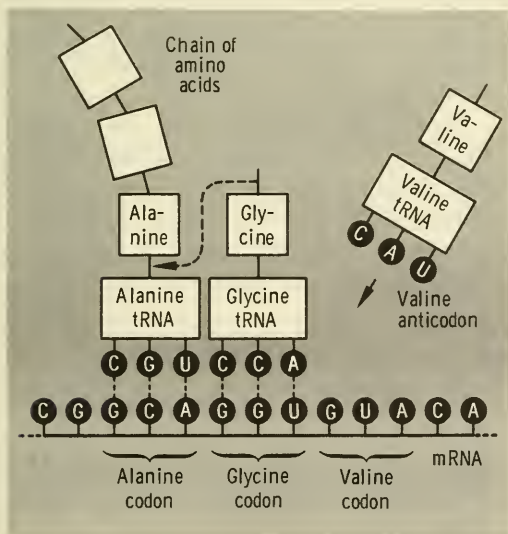 Chain of
amino
acids
Va-
line
Valine
tRNA
C A U
Valine
anticodon
Ala-
nine
Gly-
cine
Alanine
tRNA
Glycine
tRNA
C G U C C A
C G G C A G G U G U A C A
mRNA
Alanine
codon
Glycine
codon
Valine
codon